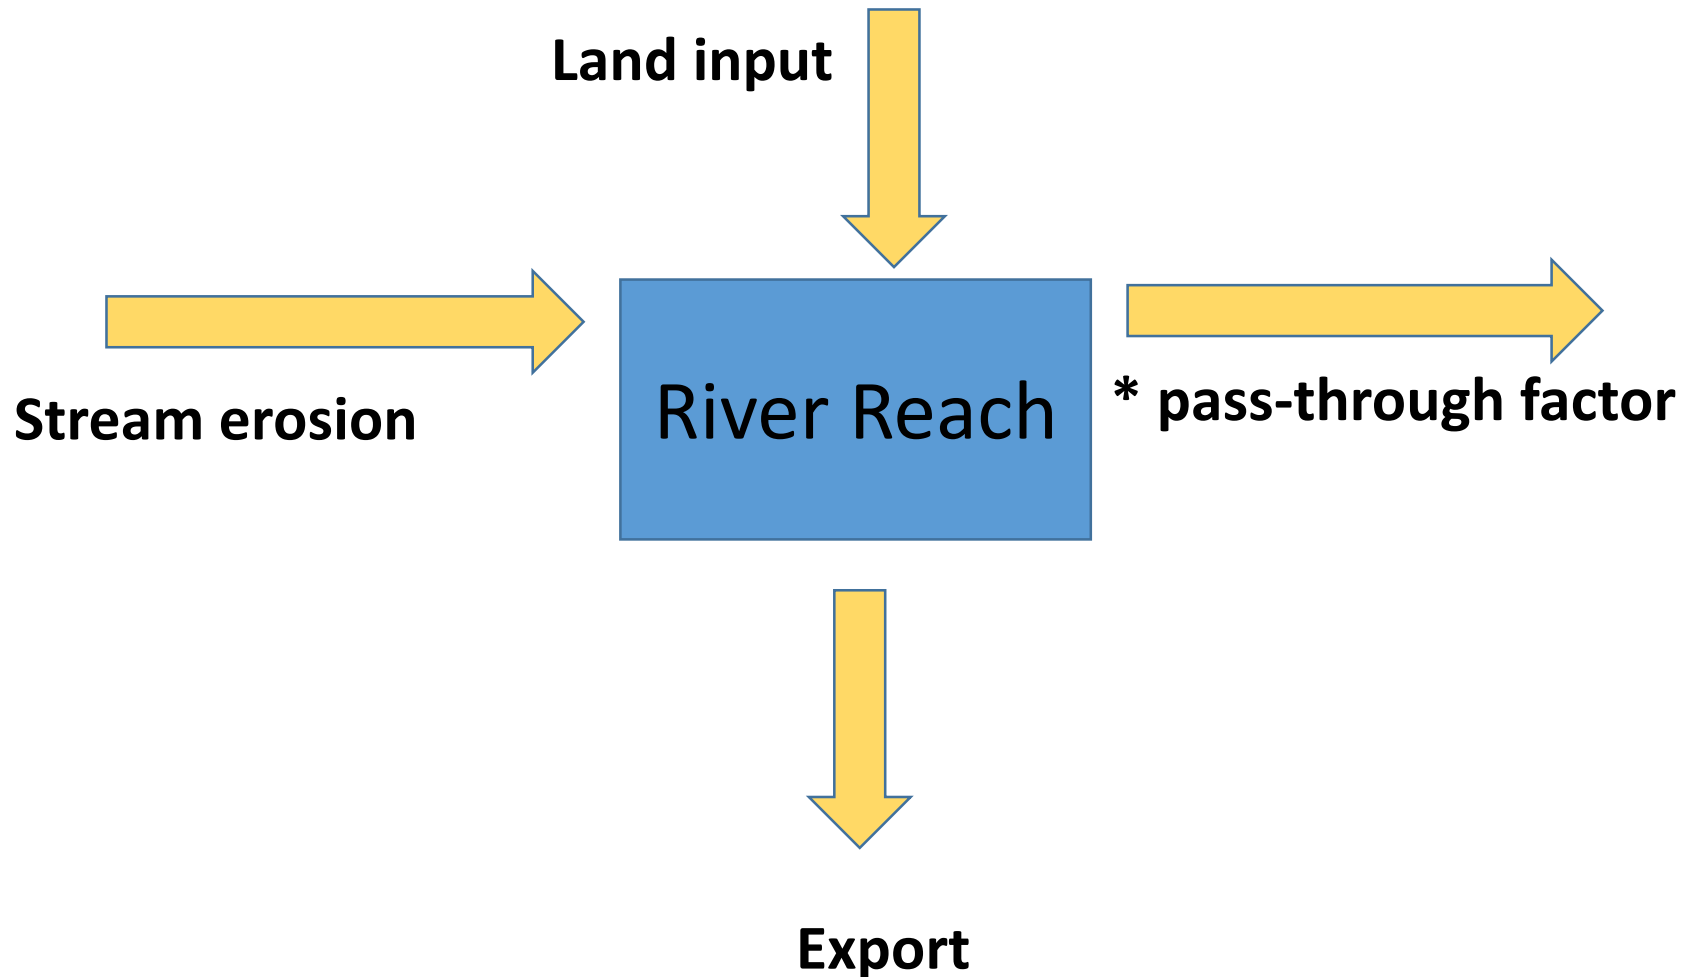 Land input
Stream erosion
River Reach
* pass-through factor
Export